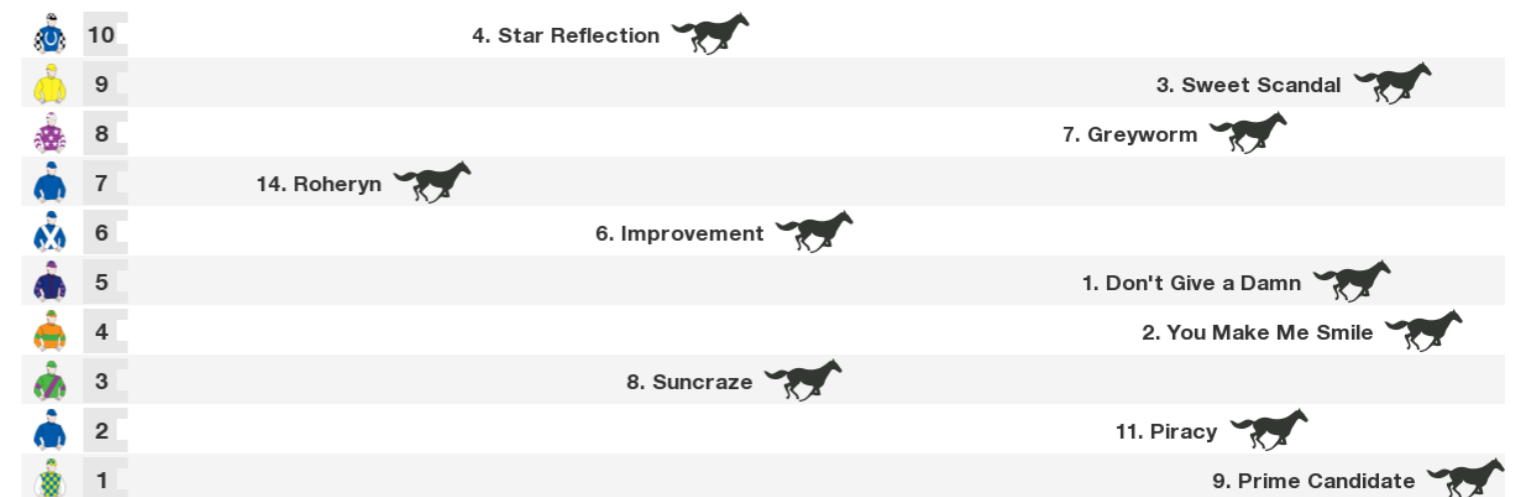 10 4. Star Reflection
9 3. Sweet Scandal
8 7. Greyworm
7 14. Roheryn
6 6. Improvement
5 1. Don't Give a Damn
4 2. You Make Me Smile
3 8. Suncraze
2 11. Piracy
1 9. Prime Candidate